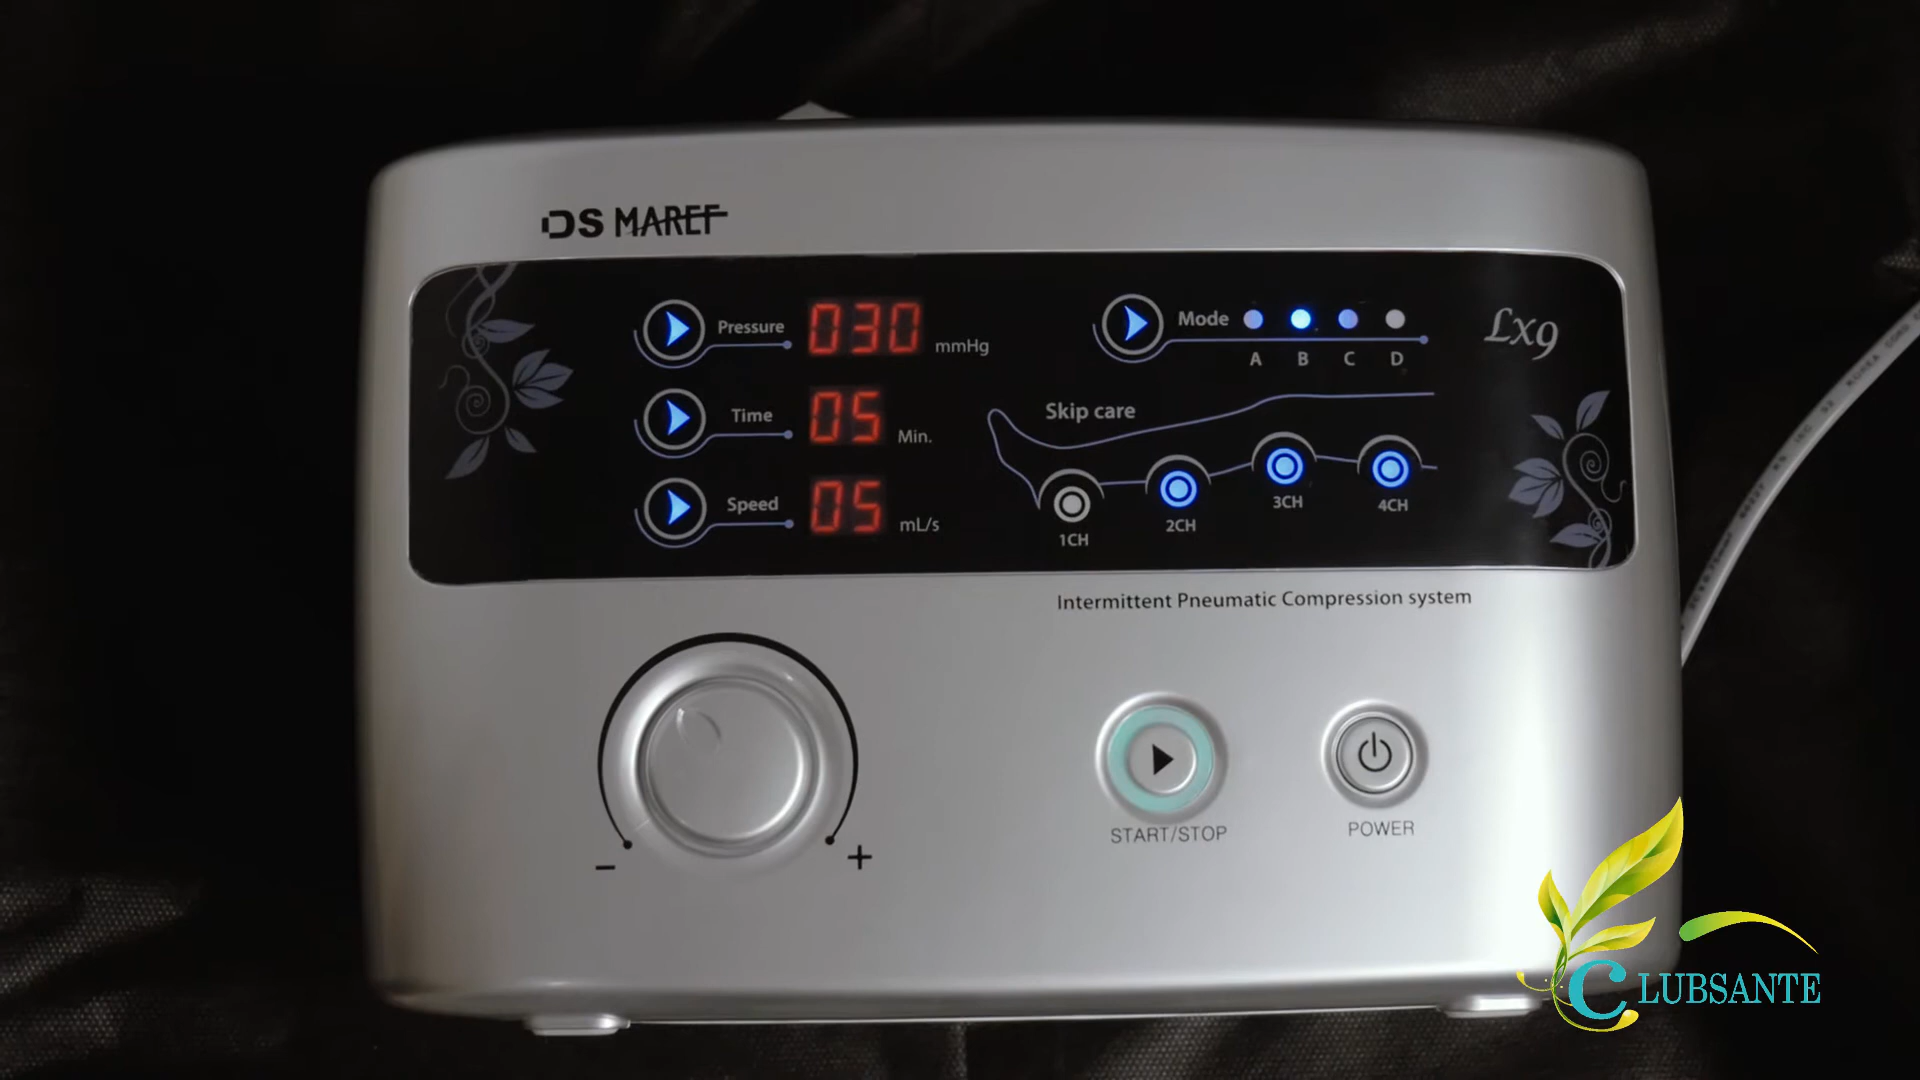 DS MAREF
Pressure 030 mmHg
Time 05 Min.
Speed 05 mL/s
Mode
A B C D
Lx9
Skip care
1CH 2CH 3CH 4CH
Intermittent Pneumatic Compression system
START/STOP
POWER
- +
CLUBSANTE